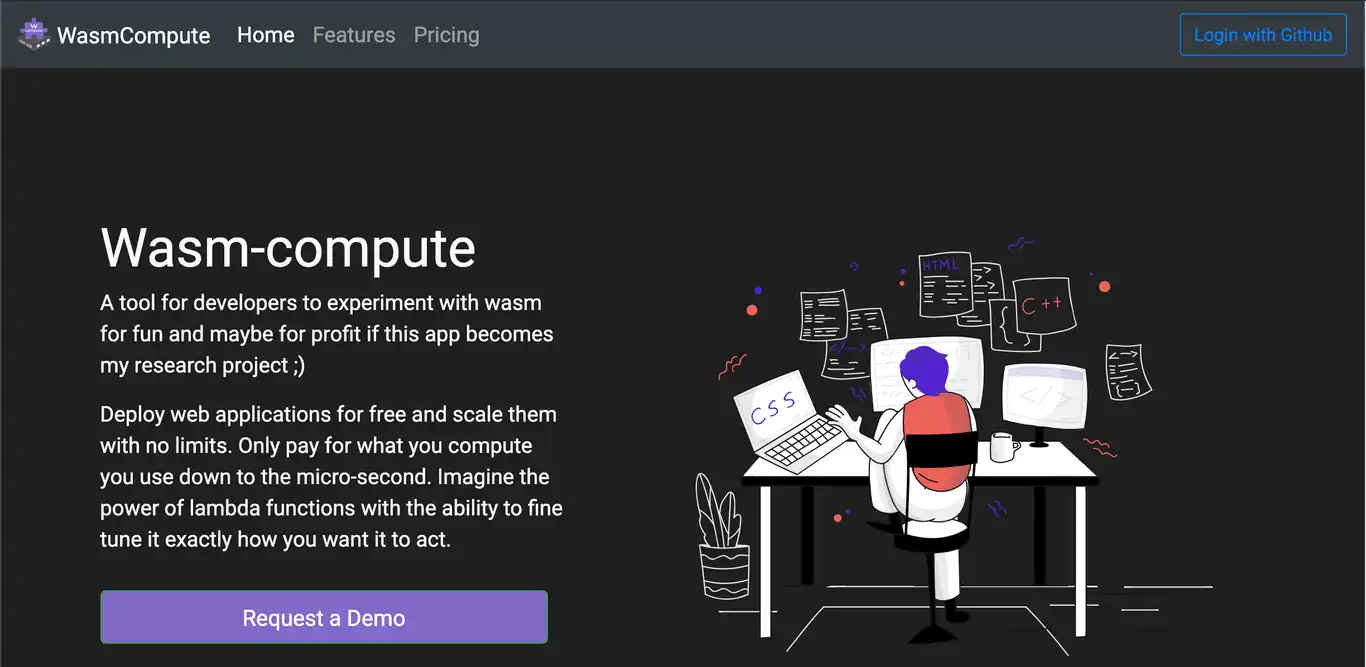 WasmCompute Home Features Pricing Login with Github
Wasm-compute
A tool for developers to experiment with wasm
for fun and maybe for profit if this app becomes
my research project ;)
Deploy web applications for free and scale them
with no limits. Only pay for what you compute
you use down to the micro-second. Imagine the
power of lambda functions with the ability to fine
tune it exactly how you want it to act.
Request a Demo
HTML
C++
</-->
CSS
</>